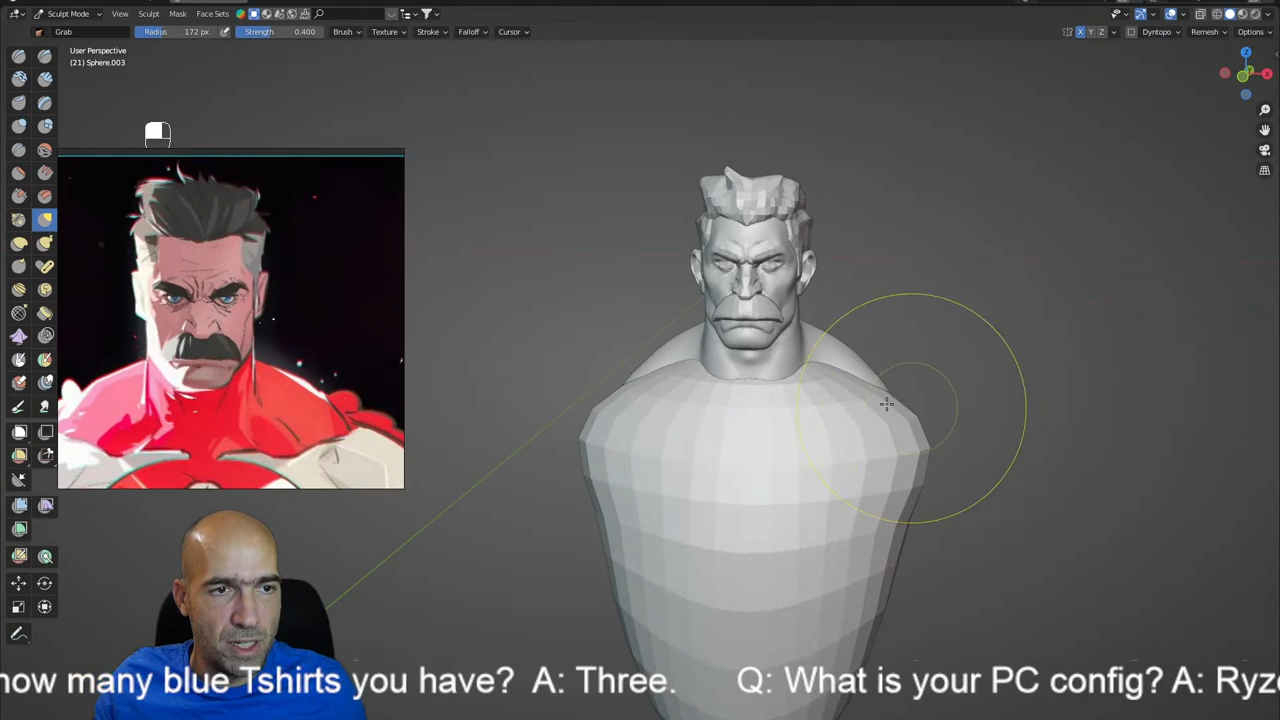 Sculpt Mode View Sculpt Mask Face Sets
Grab Radius 172 px Strength 0.400 Brush Texture Stroke Falloff Cursor X Y Z Dyntopo Remesh Options
User Perspective
(21) Sphere.003
Z
X
how many blue Tshirts you have? A: Three. Q: What is your PC config? A: Ryze